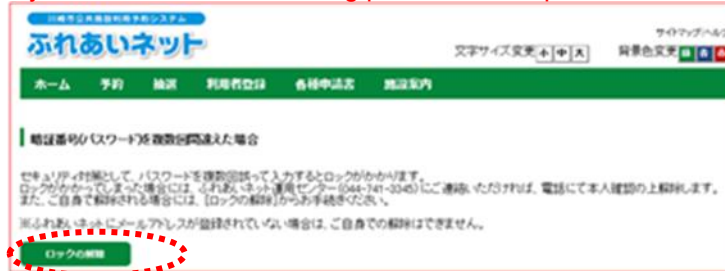 川崎市公共施設利用予約システム
ふれあいネット
サイトマップ/ヘルプ
文字サイズ変更 小 中 大 背景色変更
ホーム 予約 抽選 利用者登録 各種申請書 施設案内
暗証番号(パスワード)を複数回間違えた場合
セキュリティ対策として、パスワードを複数回誤って入力するとロックがかかります。
ロックがかかってしまった場合には、ふれあいネット運用センター(044-741-3345)にご連絡いただければ、電話にて本人確認の上解除します。
また、ご自身で解除される場合には、[ロックの解除]からお手続きください。
※ふれあいネットにメールアドレスが登録されていない場合は、ご自身での解除はできません。
ロックの解除